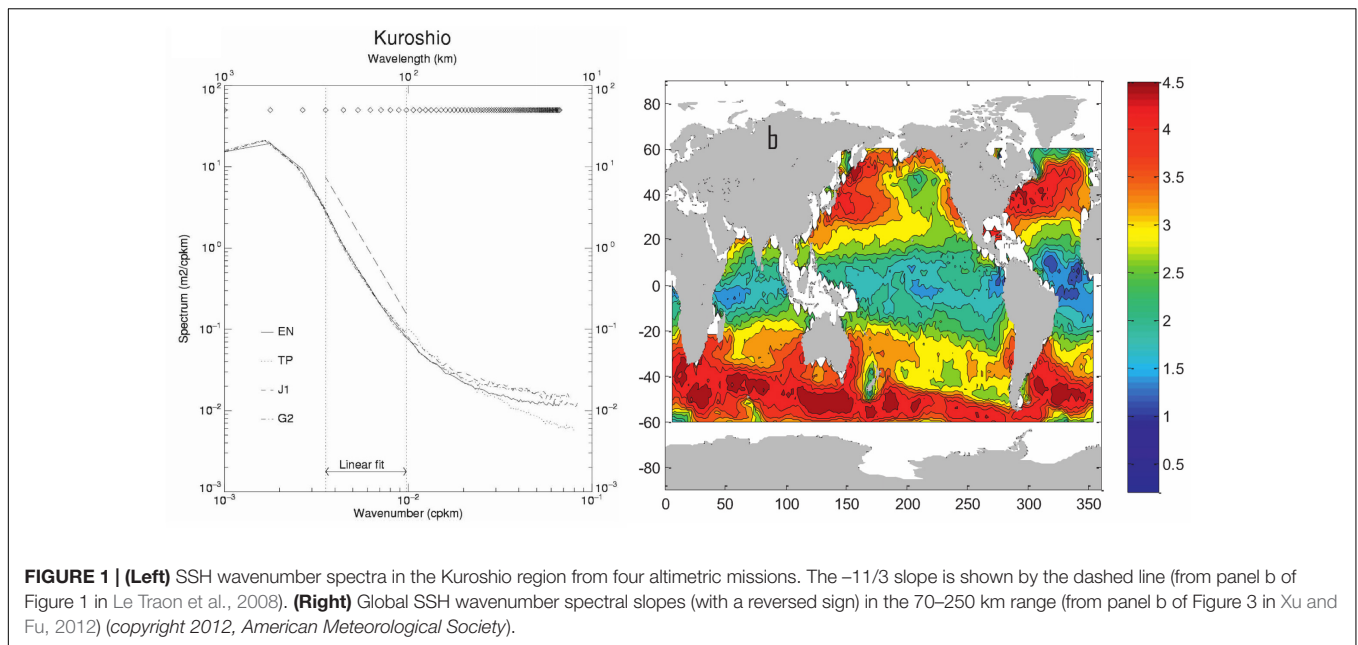 Kuroshio
Wavelength (km)
10³ 10² 10¹
10² 10²
10¹ 10¹
10⁰ 10⁰
10⁻¹ 10⁻¹
10⁻² 10⁻²
10⁻³ 10⁻³
Spectrum (m2/cpkm)
EN
TP
J1
G2
Linear fit
10⁻³ 10⁻² 10⁻¹
Wavenumber (cpkm)
b
80
60
40
20
0
-20
-40
-60
-80
0 50 100 150 200 250 300 350
4.5
4
3.5
3
2.5
2
1.5
1
0.5
FIGURE 1 | (Left) SSH wavenumber spectra in the Kuroshio region from four altimetric missions. The –11/3 slope is shown by the dashed line (from panel b of
Figure 1 in Le Traon et al., 2008). (Right) Global SSH wavenumber spectral slopes (with a reversed sign) in the 70–250 km range (from panel b of Figure 3 in Xu and
Fu, 2012) (copyright 2012, American Meteorological Society).